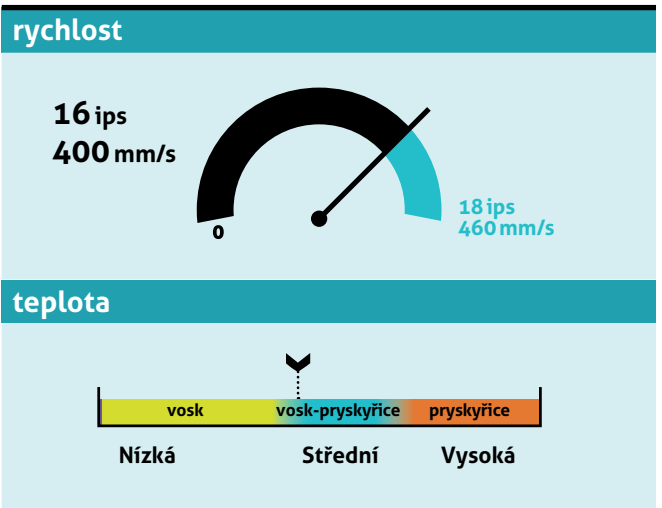 rychlost
16 ips
400 mm/s
0
18 ips
460 mm/s
teplota
vosk vosk-pryskyřice pryskyřice
Nízká Střední Vysoká